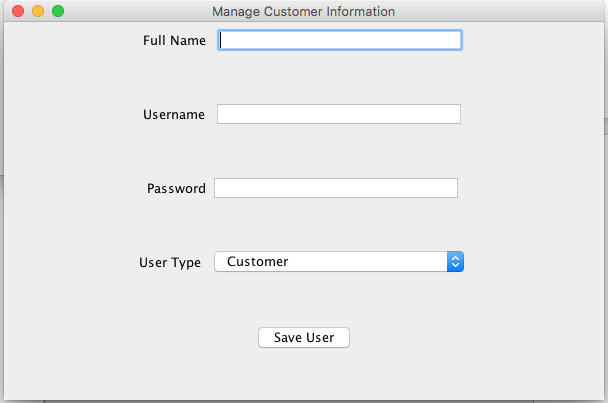 Manage Customer Information
Full Name
Username
Password
User Type Customer
Save User